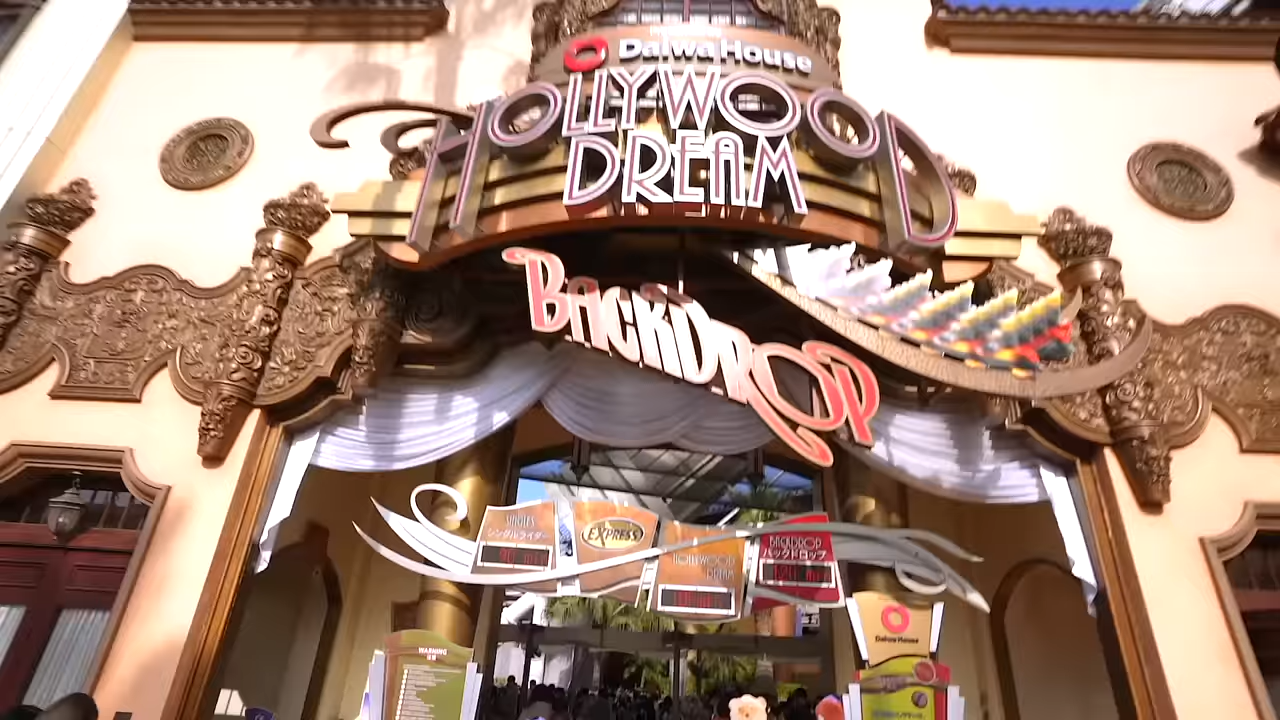 Daiwa House
HOLLYWOOD
DREAM
BACKDROP
SINGLES
シングルライダー
EXPRESS
HOLLYWOOD
DREAM
BACKDROP
バックドロップ
WARNING
Daiwa House